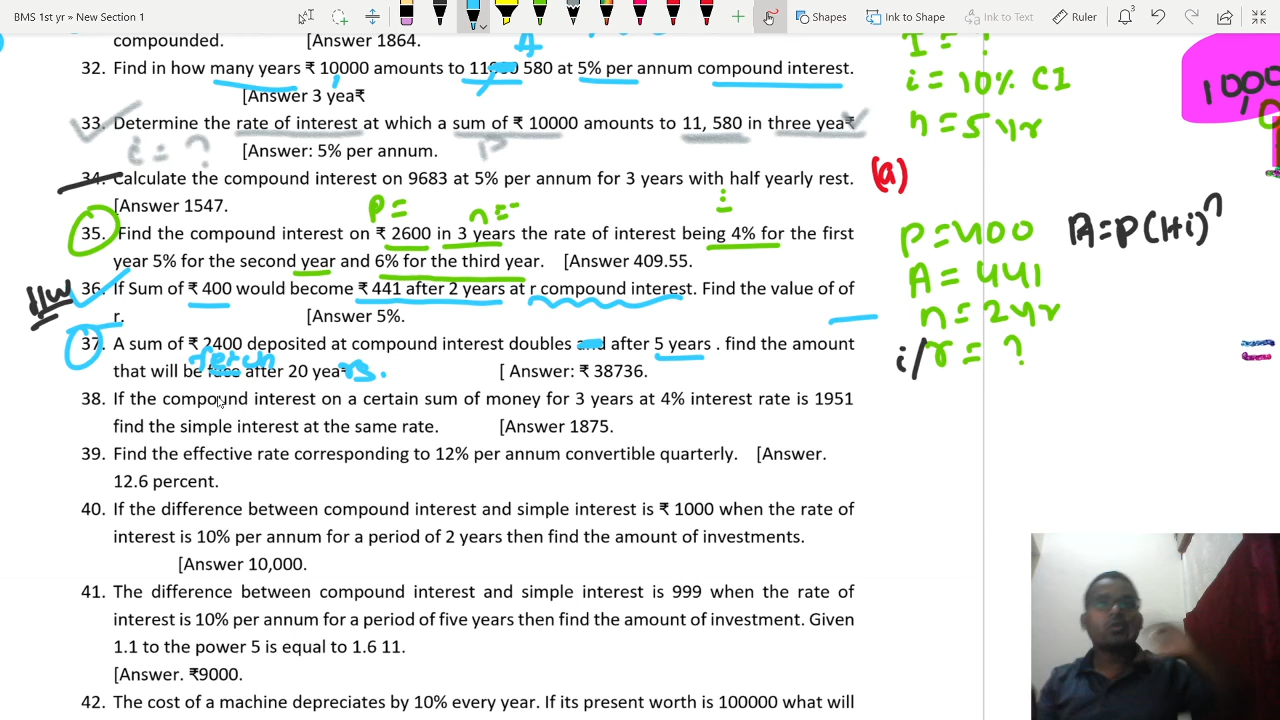 BMS 1st yr » New Section 1
Shapes
Ink to Shape
Ink to Text
Ruler
compounded. [Answer 1864.
A
32. Find in how many years ₹ 10000 amounts to 580 at 5% per annum compound interest.
[Answer 3 yea₹
33. Determine the rate of interest at which a sum of ₹ 10000 amounts to 11, 580 in three yea₹
i = ? [Answer: 5% per annum. P
34. Calculate the compound interest on 9683 at 5% per annum for 3 years with half yearly rest.
[Answer 1547.
P= n= i
35. Find the compound interest on ₹ 2600 in 3 years the rate of interest being 4% for the first
year 5% for the second year and 6% for the third year. [Answer 409.55.
HW
36. If Sum of ₹ 400 would become ₹ 441 after 2 years at r compound interest. Find the value of of
r. [Answer 5%.
37. A sum of ₹ 2400 deposited at compound interest doubles after 5 years . find the amount
fetch
that will be after 20 years. [ Answer: ₹ 38736.
38. If the compound interest on a certain sum of money for 3 years at 4% interest rate is 1951
find the simple interest at the same rate. [Answer 1875.
39. Find the effective rate corresponding to 12% per annum convertible quarterly. [Answer.
12.6 percent.
40. If the difference between compound interest and simple interest is ₹ 1000 when the rate of
interest is 10% per annum for a period of 2 years then find the amount of investments.
[Answer 10,000.
41. The difference between compound interest and simple interest is 999 when the rate of
interest is 10% per annum for a period of five years then find the amount of investment. Given
1.1 to the power 5 is equal to 1.6 11.
[Answer. ₹9000.
42. The cost of a machine depreciates by 10% every year. If its present worth is 100000 what will
I = ?
i = 10% CI
n = 5 yr
(a)
P = 400
A = 441
n = 2 yr
i/r = ?
A=P(1+i)^n
1000